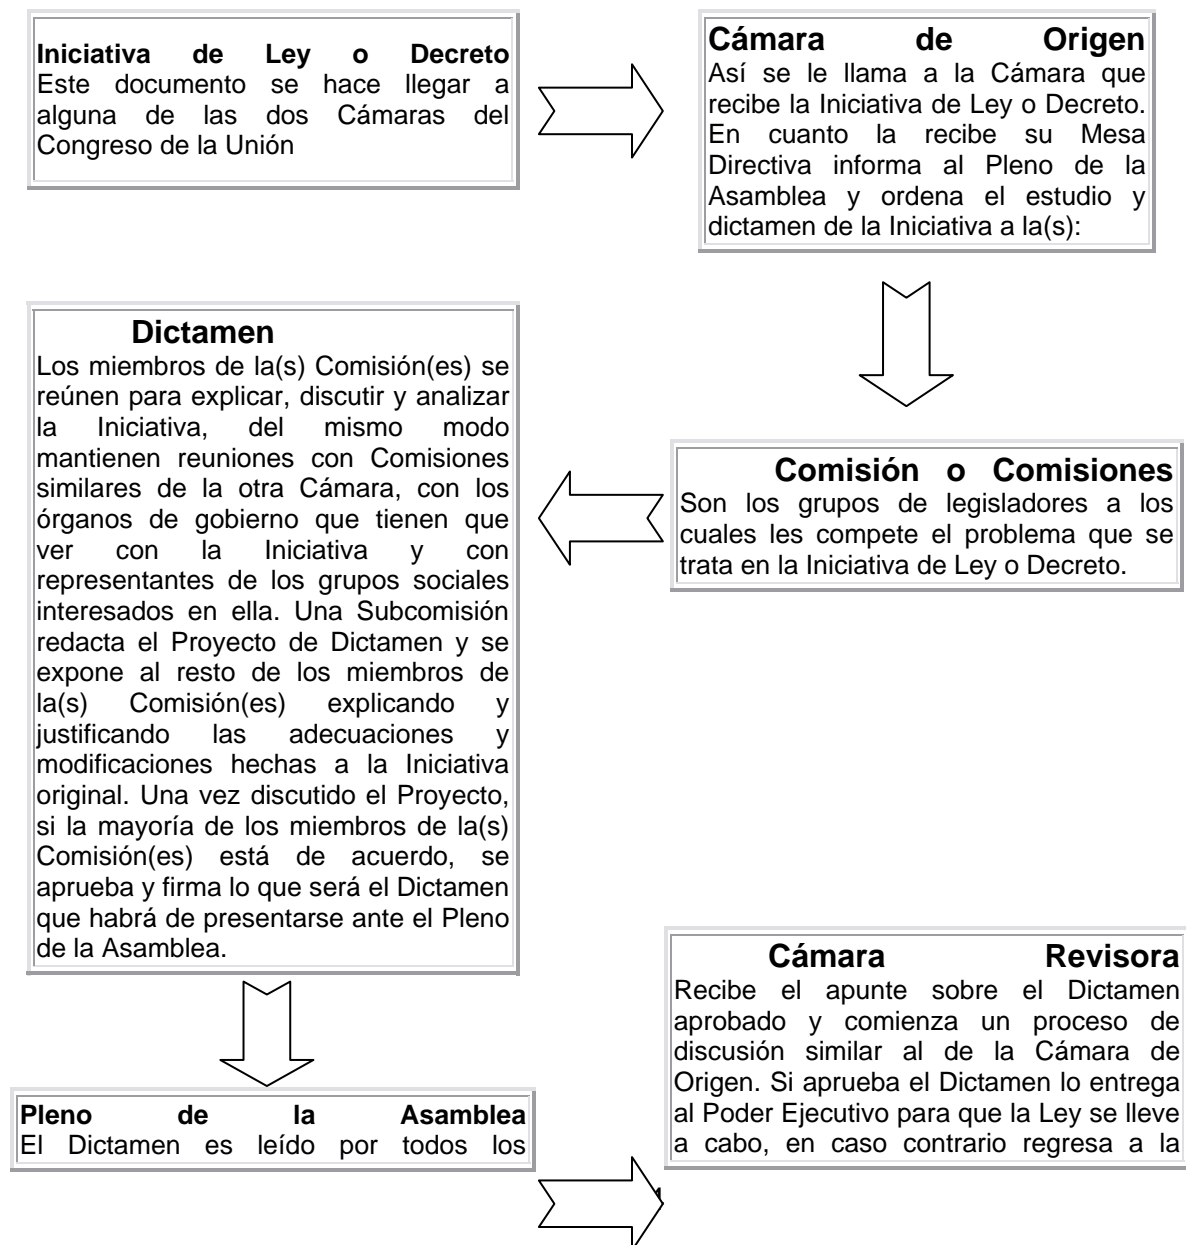 Iniciativa de Ley o Decreto
Este documento se hace llegar a
alguna de las dos Cámaras del
Congreso de la Unión
Cámara de Origen
Así se le llama a la Cámara que
recibe la Iniciativa de Ley o Decreto.
En cuanto la recibe su Mesa
Directiva informa al Pleno de la
Asamblea y ordena el estudio y
dictamen de la Iniciativa a la(s):
Comisión o Comisiones
Son los grupos de legisladores a los
cuales les compete el problema que se
trata en la Iniciativa de Ley o Decreto.
Dictamen
Los miembros de la(s) Comisión(es) se
reúnen para explicar, discutir y analizar
la Iniciativa, del mismo modo
mantienen reuniones con Comisiones
similares de la otra Cámara, con los
órganos de gobierno que tienen que
ver con la Iniciativa y con
representantes de los grupos sociales
interesados en ella. Una Subcomisión
redacta el Proyecto de Dictamen y se
expone al resto de los miembros de
la(s) Comisión(es) explicando y
justificando las adecuaciones y
modificaciones hechas a la Iniciativa
original. Una vez discutido el Proyecto,
si la mayoría de los miembros de la(s)
Comisión(es) está de acuerdo, se
aprueba y firma lo que será el Dictamen
que habrá de presentarse ante el Pleno
de la Asamblea.
Pleno de la Asamblea
El Dictamen es leído por todos los
Cámara Revisora
Recibe el apunte sobre el Dictamen
aprobado y comienza un proceso de
discusión similar al de la Cámara de
Origen. Si aprueba el Dictamen lo entrega
al Poder Ejecutivo para que la Ley se lleve
a cabo, en caso contrario regresa a la